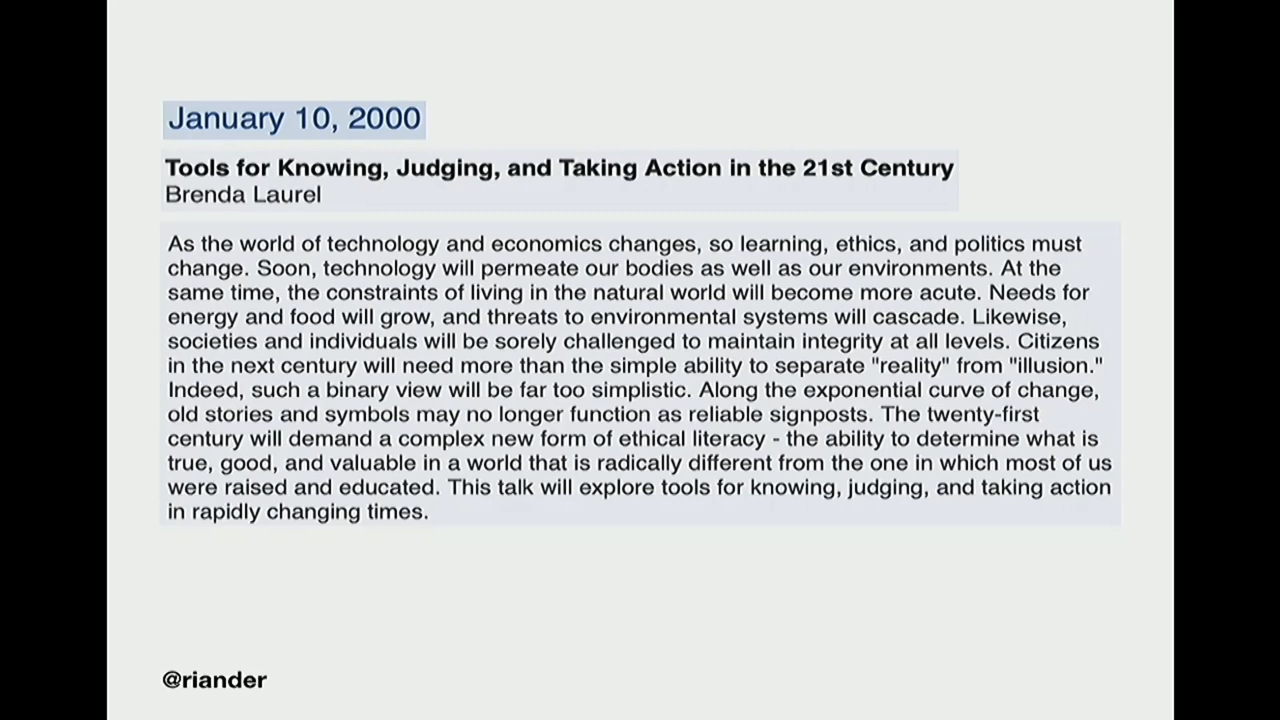 January 10, 2000
Tools for Knowing, Judging, and Taking Action in the 21st Century
Brenda Laurel
As the world of technology and economics changes, so learning, ethics, and politics must
change. Soon, technology will permeate our bodies as well as our environments. At the
same time, the constraints of living in the natural world will become more acute. Needs for
energy and food will grow, and threats to environmental systems will cascade. Likewise,
societies and individuals will be sorely challenged to maintain integrity at all levels. Citizens
in the next century will need more than the simple ability to separate "reality" from "illusion."
Indeed, such a binary view will be far too simplistic. Along the exponential curve of change,
old stories and symbols may no longer function as reliable signposts. The twenty-first
century will demand a complex new form of ethical literacy - the ability to determine what is
true, good, and valuable in a world that is radically different from the one in which most of us
were raised and educated. This talk will explore tools for knowing, judging, and taking action
in rapidly changing times.
@riander